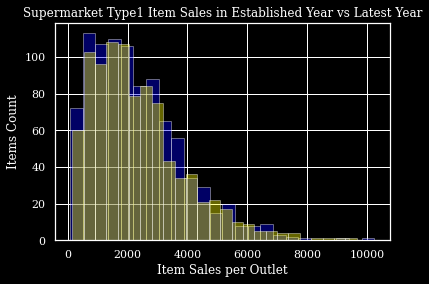 Supermarket Type1 Item Sales in Established Year vs Latest Year
100
80
60
40
20
0
Items Count
0 2000 4000 6000 8000 10000
Item Sales per Outlet